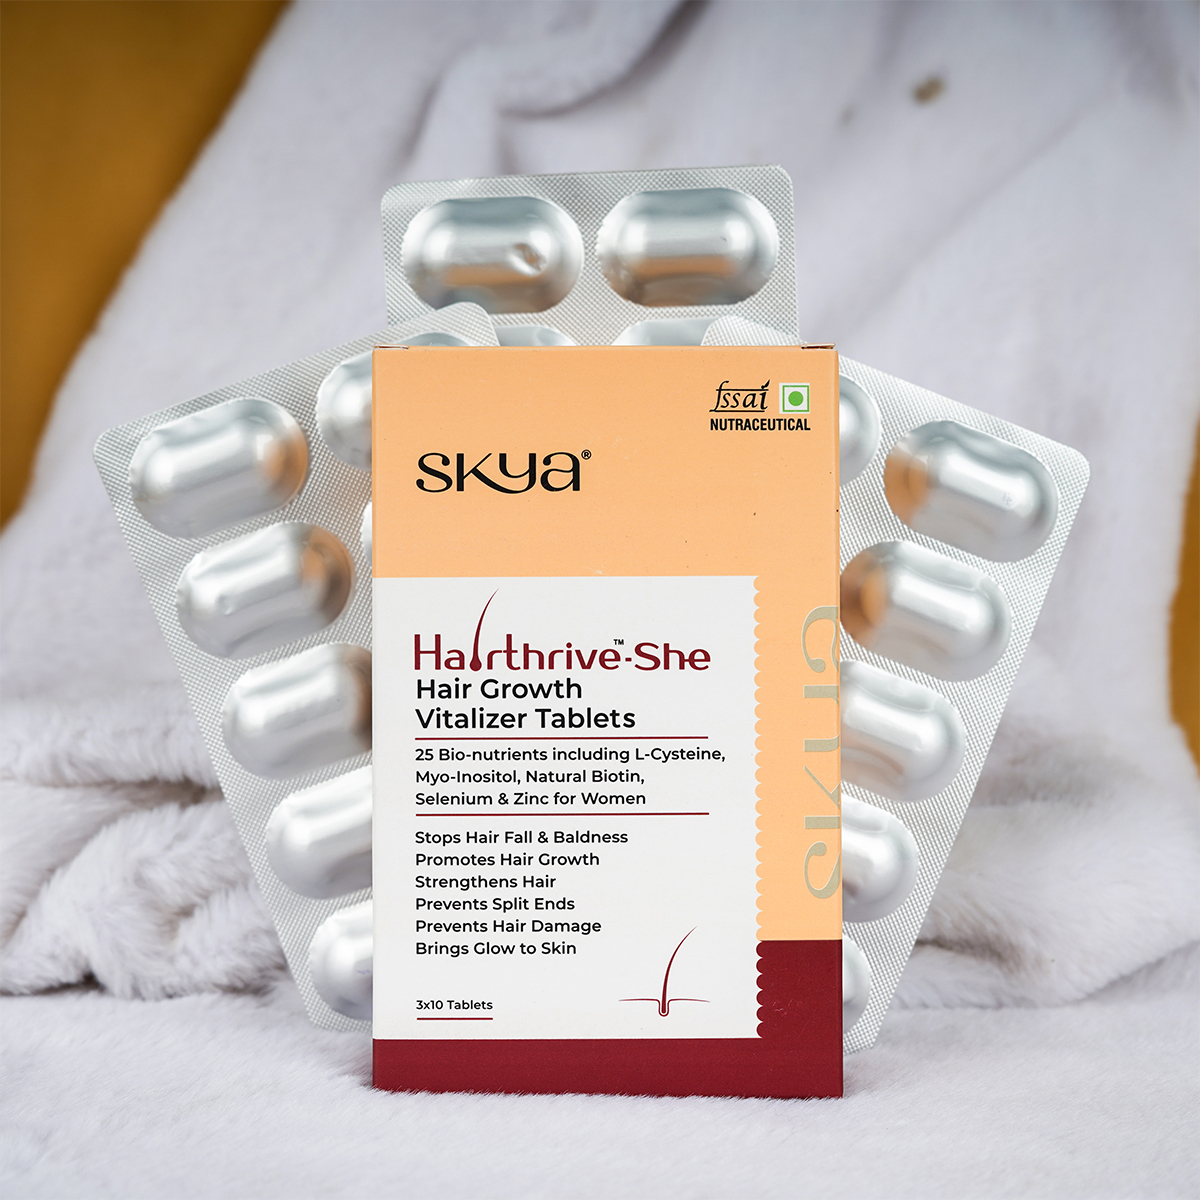 fssai
NUTRACEUTICAL
SKya®
Hairthrive™-She
Hair Growth
Vitalizer Tablets
25 Bio-nutrients including L-Cysteine,
Myo-Inositol, Natural Biotin,
Selenium & Zinc for Women
Stops Hair Fall & Baldness
Promotes Hair Growth
Strengthens Hair
Prevents Split Ends
Prevents Hair Damage
Brings Glow to Skin
3x10 Tablets
skya